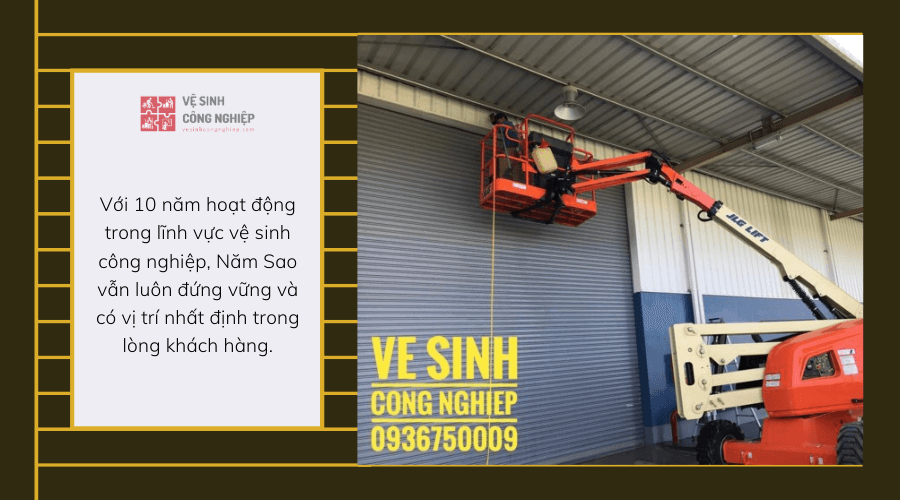 VỆ SINH
CÔNG NGHIỆP
vesinhcongnghiep.com
Với 10 năm hoạt động
trong lĩnh vực vệ sinh
công nghiệp, Năm Sao
vẫn luôn đứng vững và
có vị trí nhất định trong
lòng khách hàng.
JLG LIFT
VE SINH
CONG NGHIEP
0936750009